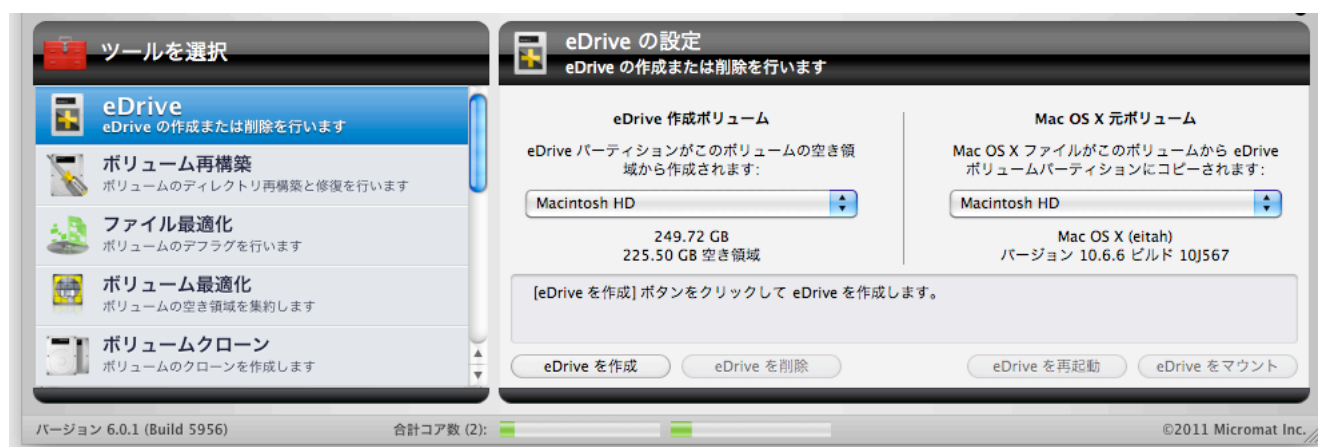 ツールを選択
eDrive
eDrive の作成または削除を行います
ボリューム再構築
ボリュームのディレクトリ再構築と修復を行います
ファイル最適化
ボリュームのデフラグを行います
ボリューム最適化
ボリュームの空き領域を集約します
ボリュームクローン
ボリュームのクローンを作成します
eDrive の設定
eDrive の作成または削除を行います
eDrive 作成ボリューム
eDrive パーティションがこのボリュームの空き領
域から作成されます:
Macintosh HD
249.72 GB
225.50 GB 空き領域
Mac OS X 元ボリューム
Mac OS X ファイルがこのボリュームから eDrive
ボリュームパーティションにコピーされます:
Macintosh HD
Mac OS X (eitah)
バージョン 10.6.6 ビルド 10J567
[eDrive を作成] ボタンをクリックして eDrive を作成します。
eDrive を作成
eDrive を削除
eDrive を再起動
eDrive をマウント
バージョン 6.0.1 (Build 5956)
合計コア数 (2):
©2011 Micromat Inc.